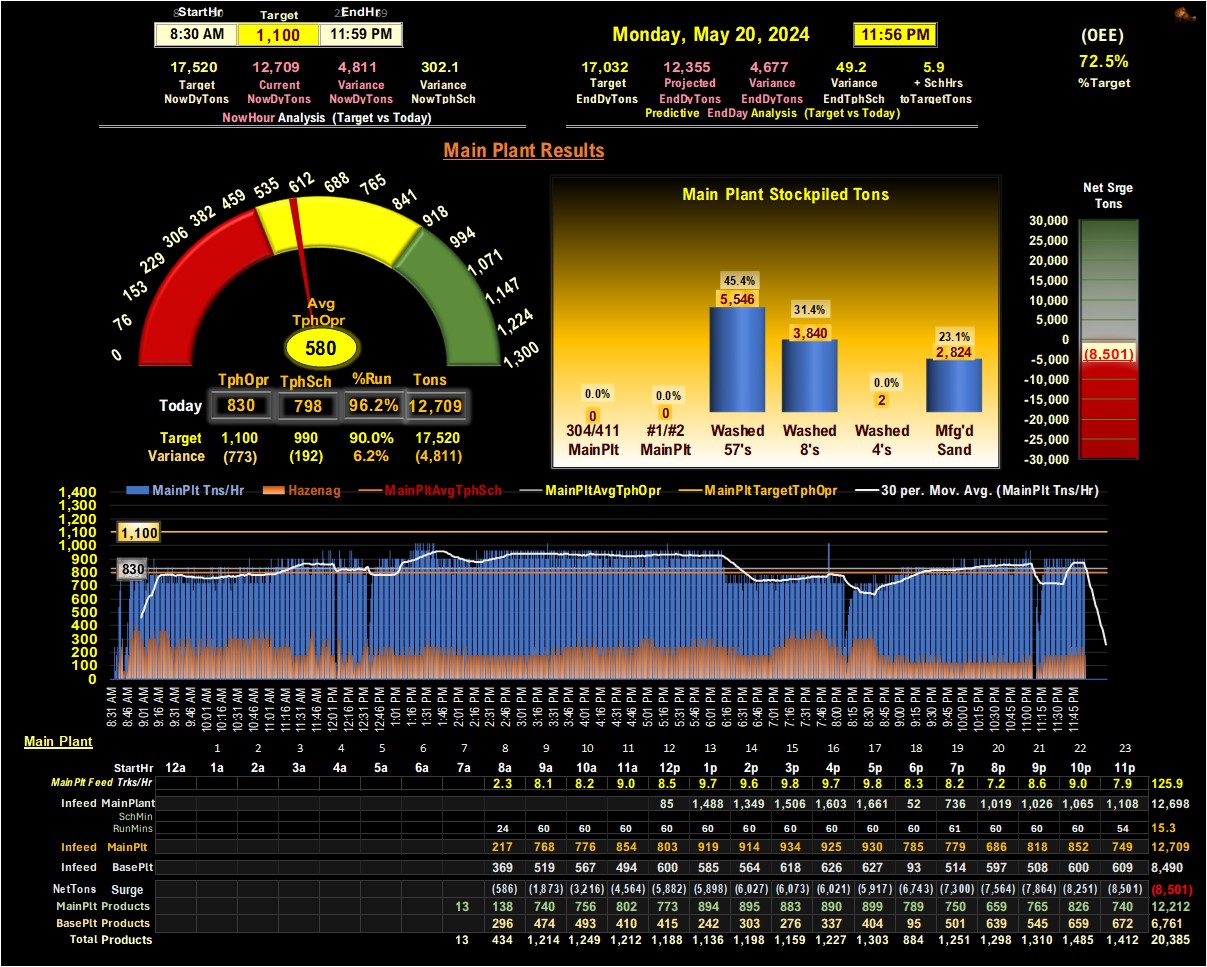 StartHr Target EndHr
8:30 AM 1,100 11:59 PM
Monday, May 20, 2024 11:56 PM
(OEE)
72.5%
%Target
17,520 12,709 4,811 302.1
Target Current Variance Variance
NowDyTons NowDyTons NowDyTons NowTphSch
NowHour Analysis (Target vs Today)
17,032 12,355 4,677 49.2 5.9
Target Projected Variance Variance + SchHrs
EndDyTons EndDyTons EndDyTons EndTphSch toTargetTons
Predictive EndDay Analysis (Target vs Today)
Main Plant Results
0 76 153 229 306 382 459 535 612 688 765 841 918 994 1,071 1,147 1,224 1,300
Avg
TphOpr
580
TphOpr TphSch %Run Tons
Today 830 798 96.2% 12,709
Target 1,100 990 90.0% 17,520
Variance (773) (192) 6.2% (4,811)
Main Plant Stockpiled Tons
0.0% 0.0% 45.4% 31.4% 0.0% 23.1%
0 0 5,546 3,840 2 2,824
304/411 #1/#2 Washed Washed Washed Mfg'd
MainPlt MainPlt 57's 8's 4's Sand
Net Srge
Tons
30,000
25,000
20,000
15,000
10,000
5,000
0
(8,501)
-5,000
-10,000
-15,000
-20,000
-25,000
-30,000
MainPlt Tns/Hr Hazenag MainPltAvgTphSch MainPltAvgTphOpr MainPltTargetTphOpr 30 per. Mov. Avg. (MainPlt Tns/Hr)
1,400
1,300
1,200
1,100
1,000
900
800
700
600
500
400
300
200
100
0
1,100
830
8:31 AM 8:46 AM 9:01 AM 9:16 AM 9:31 AM 9:46 AM 10:01 AM 10:16 AM 10:31 AM 10:46 AM 11:01 AM 11:16 AM 11:31 AM 11:46 AM 12:01 PM 12:16 PM 12:31 PM 12:46 PM 1:01 PM 1:16 PM 1:31 PM 1:46 PM 2:01 PM 2:16 PM 2:31 PM 2:46 PM 3:01 PM 3:16 PM 3:31 PM 3:46 PM 4:01 PM 4:16 PM 4:31 PM 4:46 PM 5:01 PM 5:16 PM 5:31 PM 5:46 PM 6:01 PM 6:16 PM 6:31 PM 6:46 PM 7:01 PM 7:16 PM 7:31 PM 7:46 PM 8:00 PM 8:15 PM 8:30 PM 8:45 PM 9:00 PM 9:15 PM 9:30 PM 9:45 PM 10:00 PM 10:15 PM 10:30 PM 10:45 PM 11:01 PM 11:15 PM 11:30 PM 11:45 PM
Main Plant
1 2 3 4 5 6 7 8 9 10 11 12 13 14 15 16 17 18 19 20 21 22 23
StartHr 12a 1a 2a 3a 4a 5a 6a 7a 8a 9a 10a 11a 12p 1p 2p 3p 4p 5p 6p 7p 8p 9p 10p 11p
MainPlt Feed Trks/Hr 2.3 8.1 8.2 9.0 8.5 9.7 9.6 9.8 9.7 9.8 8.3 8.2 7.2 8.6 9.0 7.9 125.9
Infeed MainPlant 85 1,488 1,349 1,506 1,603 1,661 52 736 1,019 1,026 1,065 1,108 12,698
SchMin
RunMins 24 60 60 60 60 60 60 60 60 60 60 61 60 60 60 54 15.3
Infeed MainPlt 217 768 776 854 803 919 914 934 925 930 785 779 686 818 852 749 12,709
Infeed BasePlt 369 519 567 494 600 585 564 618 626 627 93 514 597 508 600 609 8,490
NetTons Surge (586) (1,873) (3,216) (4,564) (5,882) (5,898) (6,027) (6,073) (6,021) (5,917) (6,743) (7,300) (7,564) (7,864) (8,251) (8,501) (8,501)
MainPlt Products 13 138 740 756 802 773 894 895 883 890 899 789 750 659 765 826 740 12,212
BasePlt Products 296 474 493 410 415 242 303 276 337 404 95 501 639 545 659 672 6,761
Total Products 13 434 1,214 1,249 1,212 1,188 1,136 1,198 1,159 1,227 1,303 884 1,251 1,298 1,310 1,485 1,412 20,385